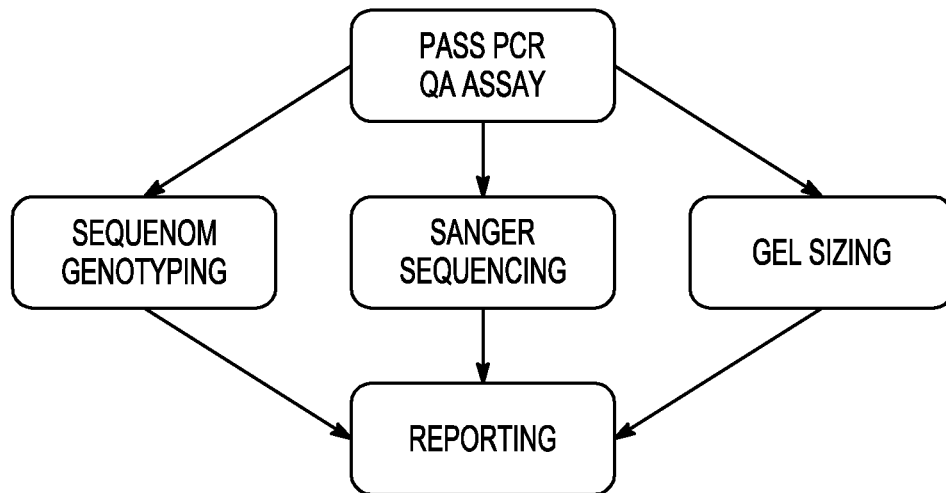 PASS PCR
QA ASSAY
SEQUENOM
GENOTYPING
SANGER
SEQUENCING
GEL SIZING
REPORTING